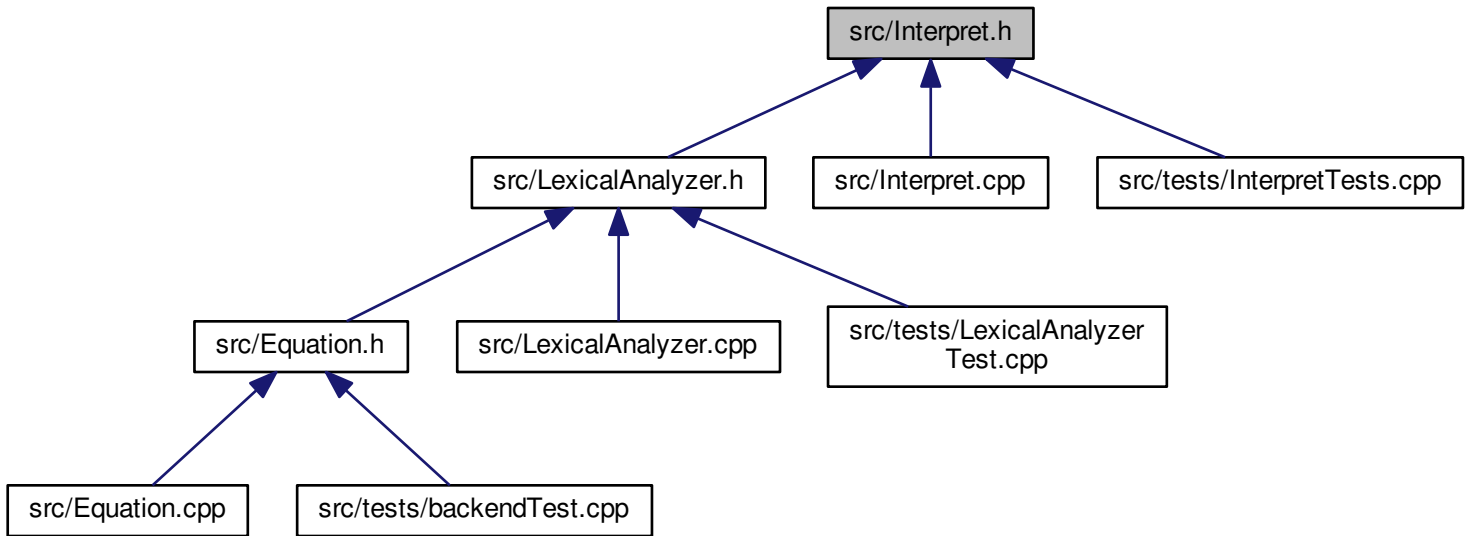 src/Interpret.h
src/LexicalAnalyzer.h
src/Interpret.cpp
src/tests/InterpretTests.cpp
src/Equation.h
src/LexicalAnalyzer.cpp
src/tests/LexicalAnalyzer
Test.cpp
src/Equation.cpp
src/tests/backendTest.cpp